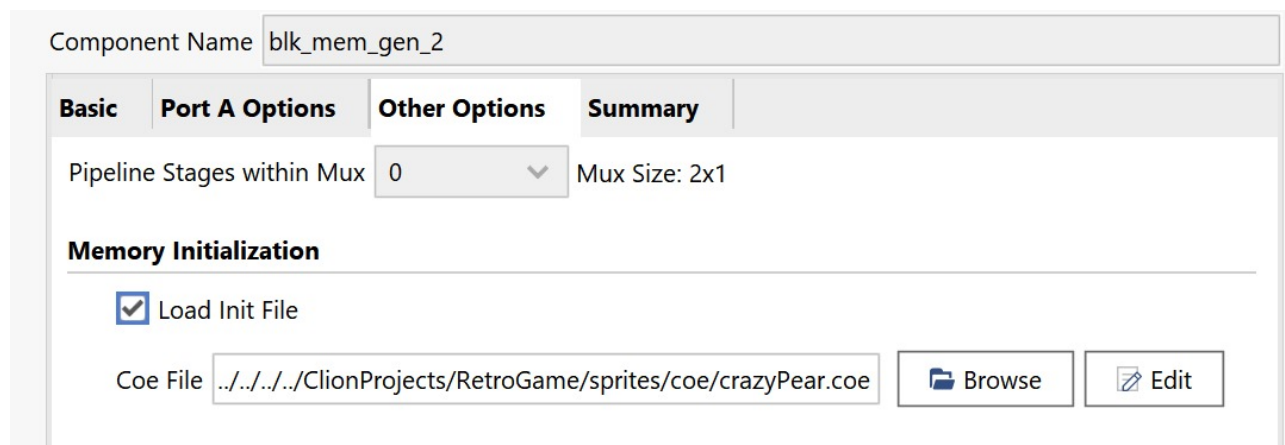 Component Name blk_mem_gen_2
Basic Port A Options Other Options Summary
Pipeline Stages within Mux 0 Mux Size: 2x1
Memory Initialization
Load Init File
Coe File ../../../../ClionProjects/RetroGame/sprites/coe/crazyPear.coe Browse Edit